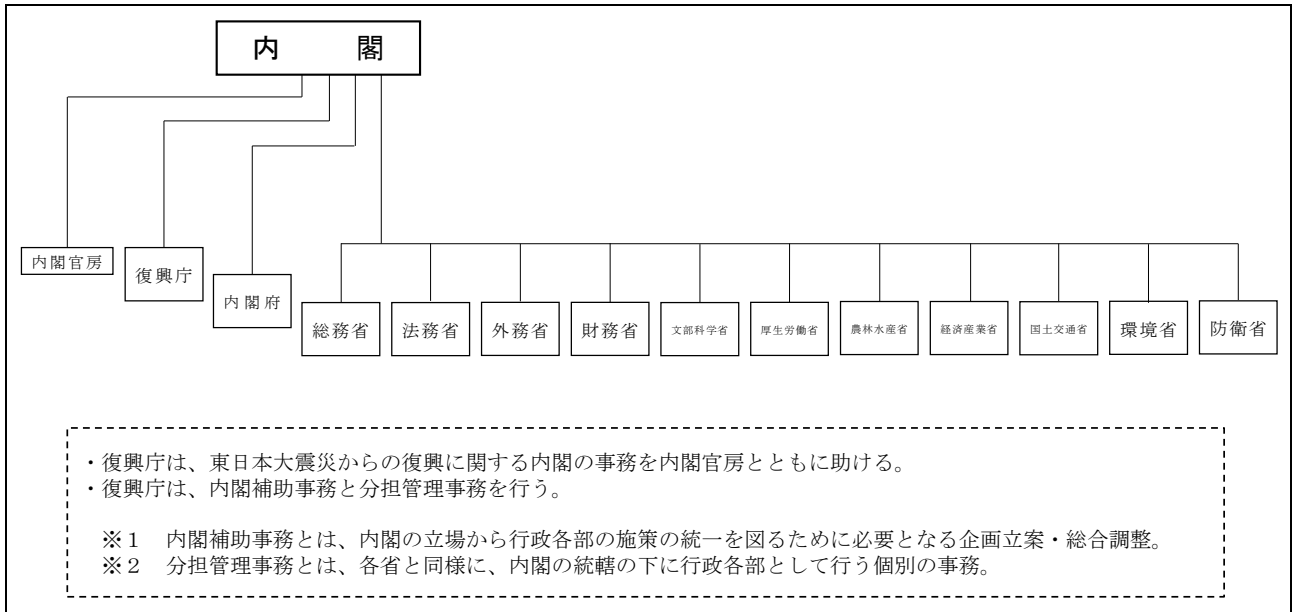 内　　閣
内閣官房
復興庁
内閣府
総務省
法務省
外務省
財務省
文部科学省
厚生労働省
農林水産省
経済産業省
国土交通省
環境省
防衛省
・復興庁は、東日本大震災からの復興に関する内閣の事務を内閣官房とともに助ける。
・復興庁は、内閣補助事務と分担管理事務を行う。
※１　内閣補助事務とは、内閣の立場から行政各部の施策の統一を図るために必要となる企画立案・総合調整。
※２　分担管理事務とは、各省と同様に、内閣の統轄の下に行政各部として行う個別の事務。